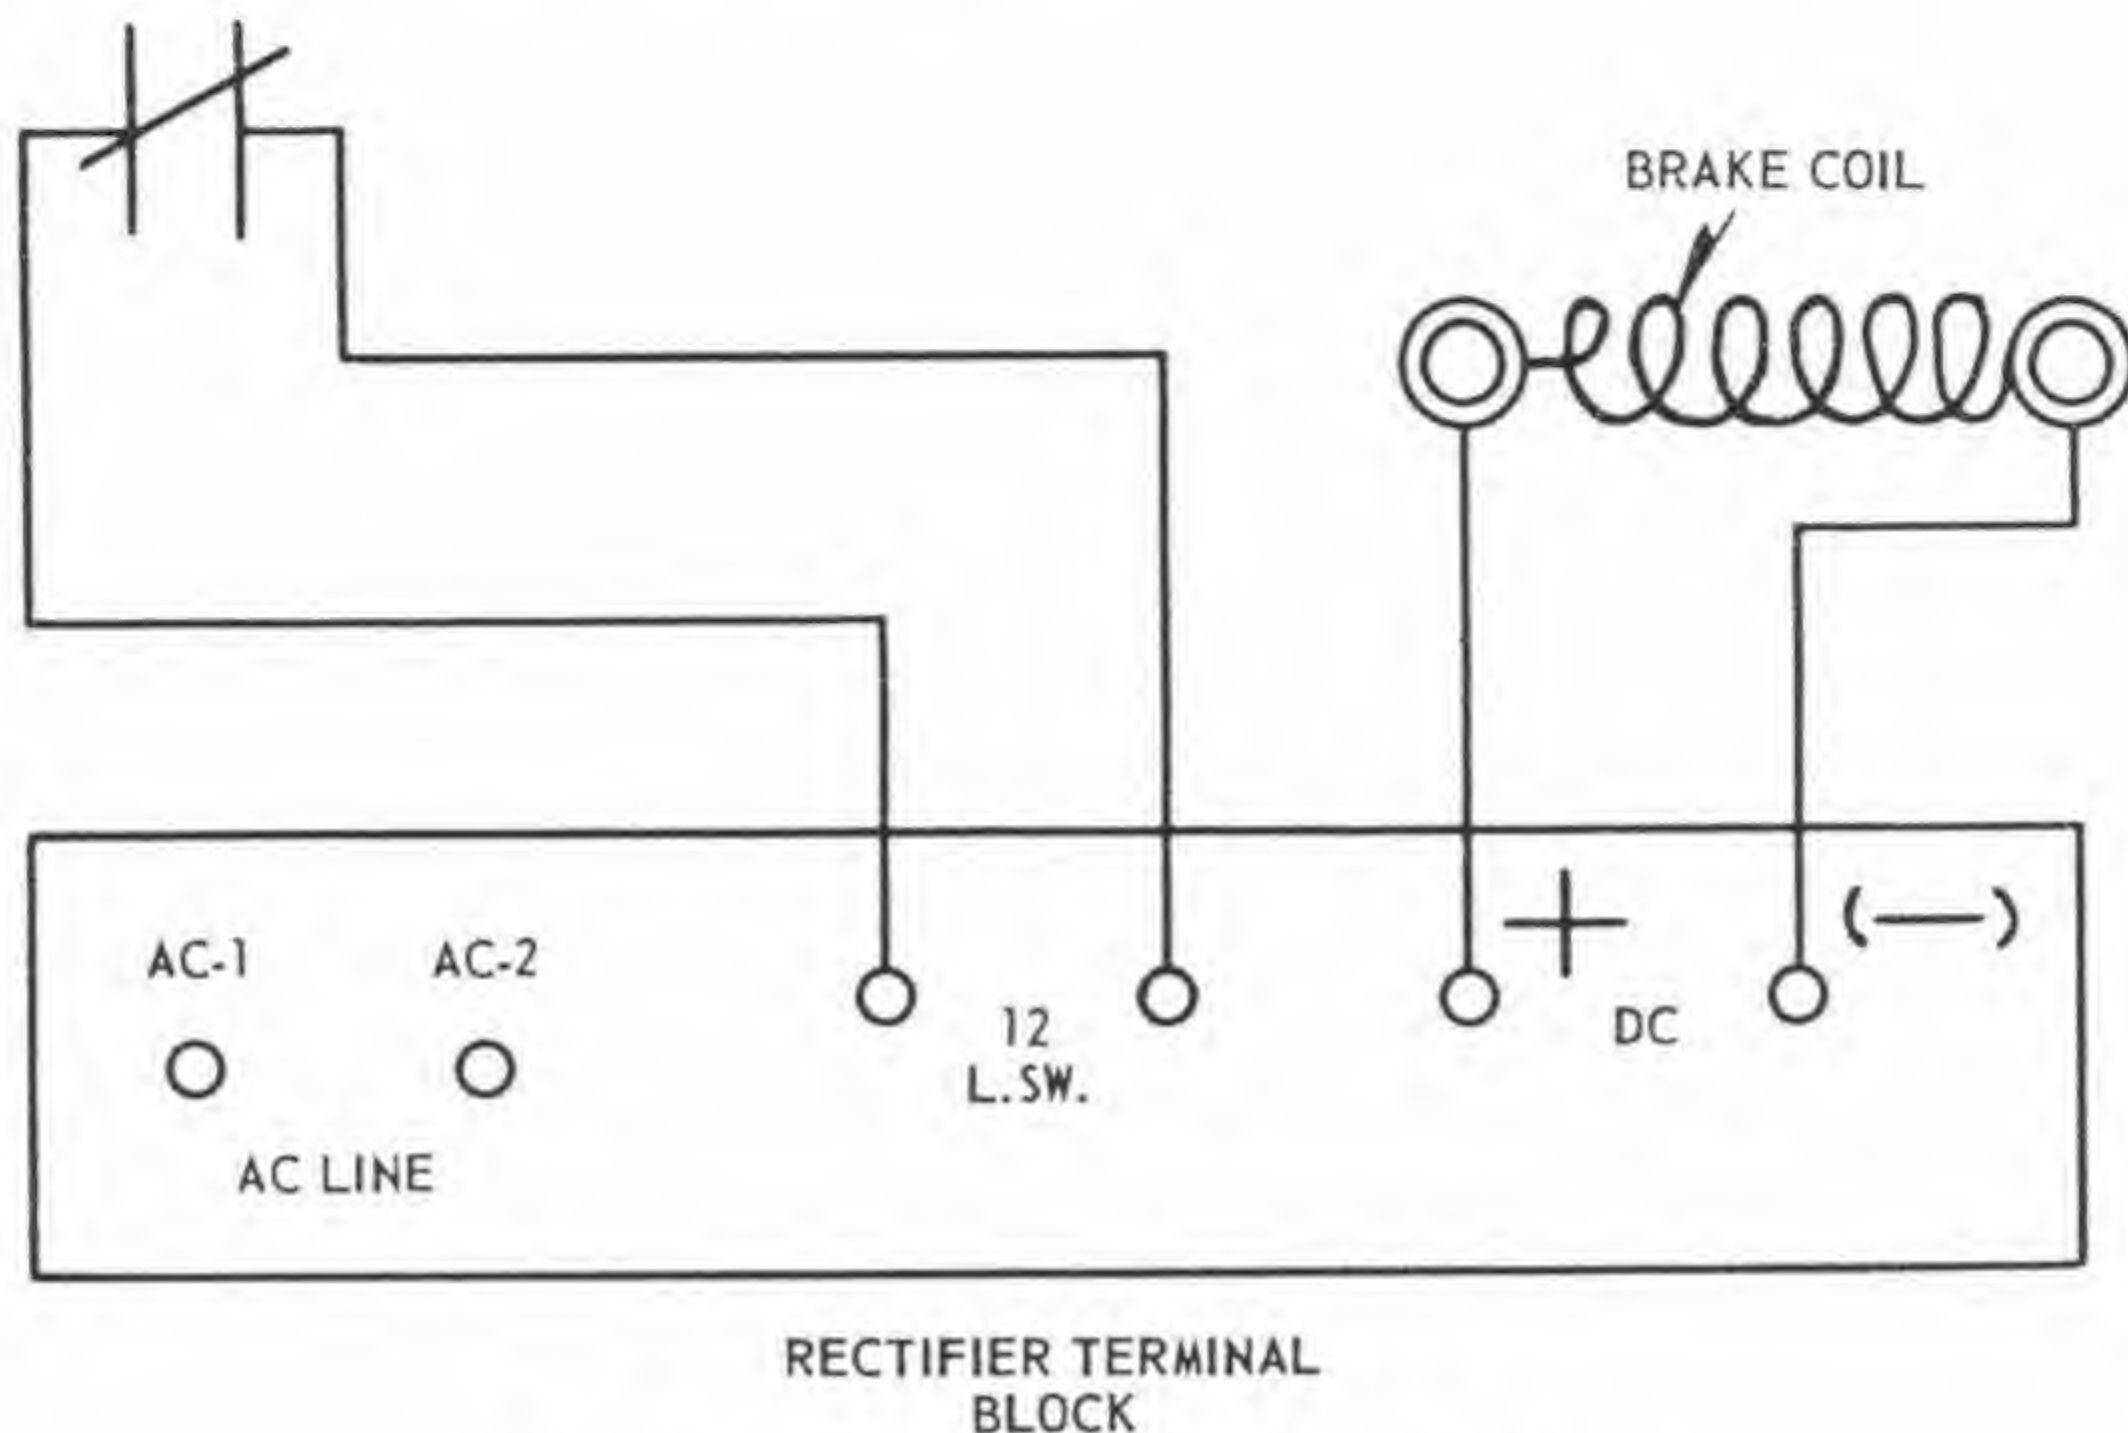 BRAKE COIL
AC-1
AC-2
+
(—)
12
L.SW.
DC
AC LINE
RECTIFIER TERMINAL
BLOCK